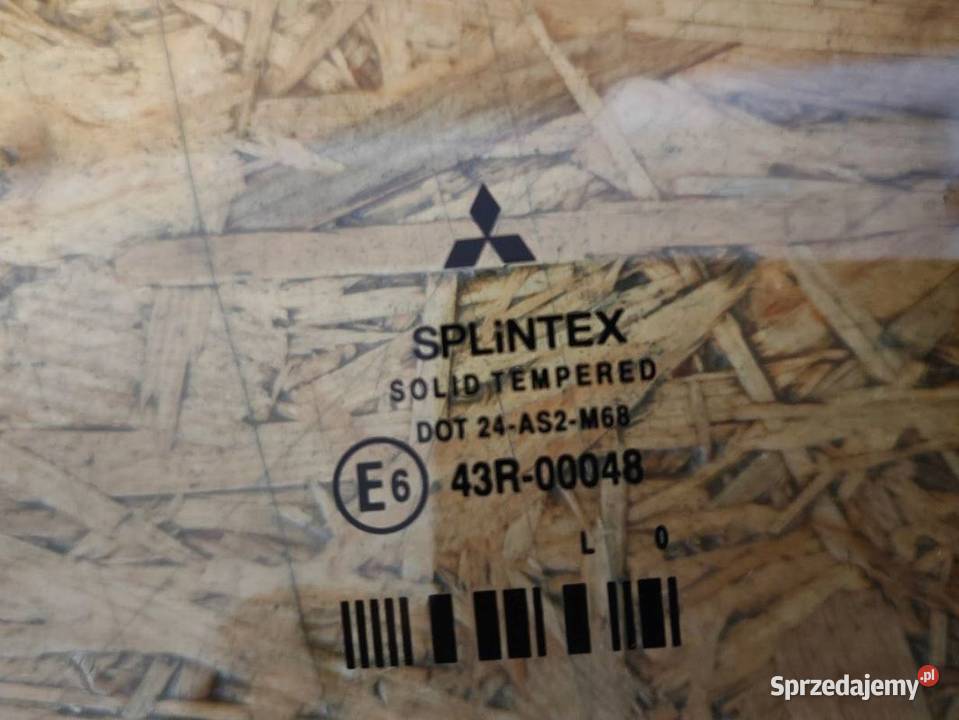 SPLiNTEX
SOLID TEMPERED
DOT 24-AS2-M68
E6 43R-00048
L 0
Sprzedajemy.pl